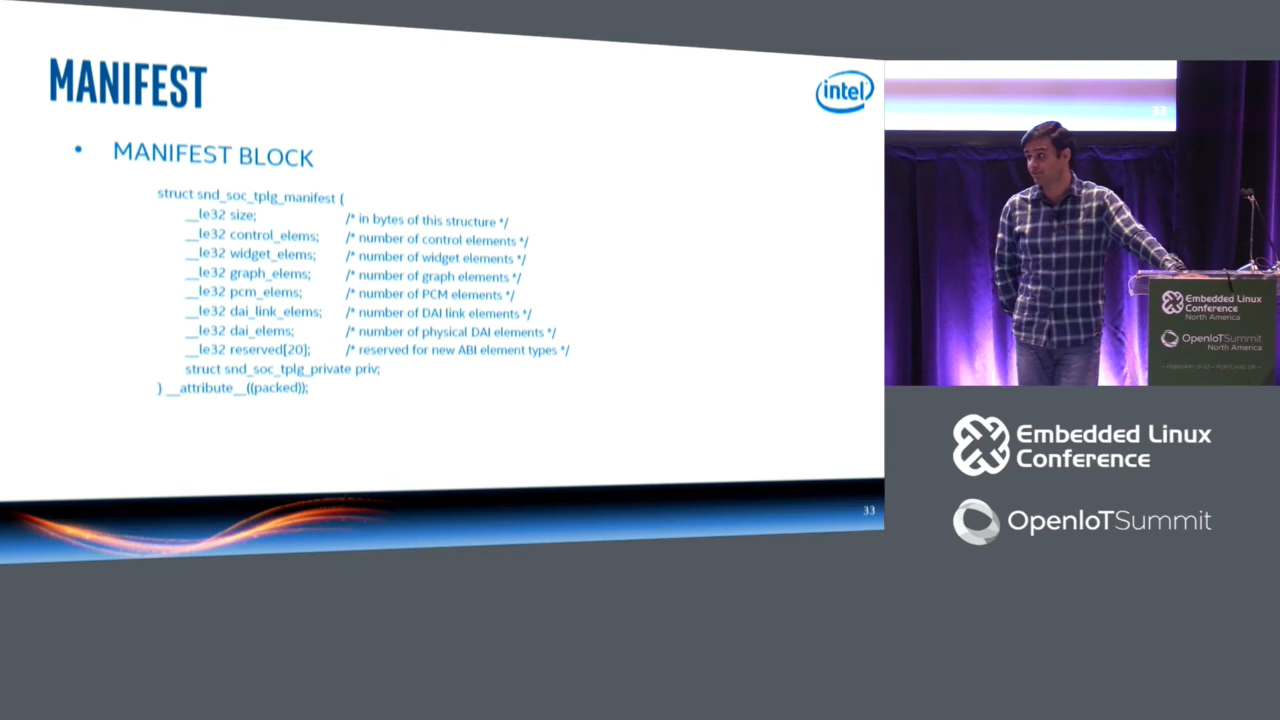 MANIFEST
intel
• MANIFEST BLOCK
struct snd_soc_tplg_manifest {
__le32 size; /* in bytes of this structure */
__le32 control_elems; /* number of control elements */
__le32 widget_elems; /* number of widget elements */
__le32 graph_elems; /* number of graph elements */
__le32 pcm_elems; /* number of PCM elements */
__le32 dai_link_elems; /* number of DAI link elements */
__le32 dai_elems; /* number of physical DAI elements */
__le32 reserved[20]; /* reserved for new ABI element types */
struct snd_soc_tplg_private priv;
} __attribute__((packed));
33
33
Embedded Linux
Conference
North America
OpenIoTSummit
North America
Embedded Linux
Conference
OpenIoTSummit